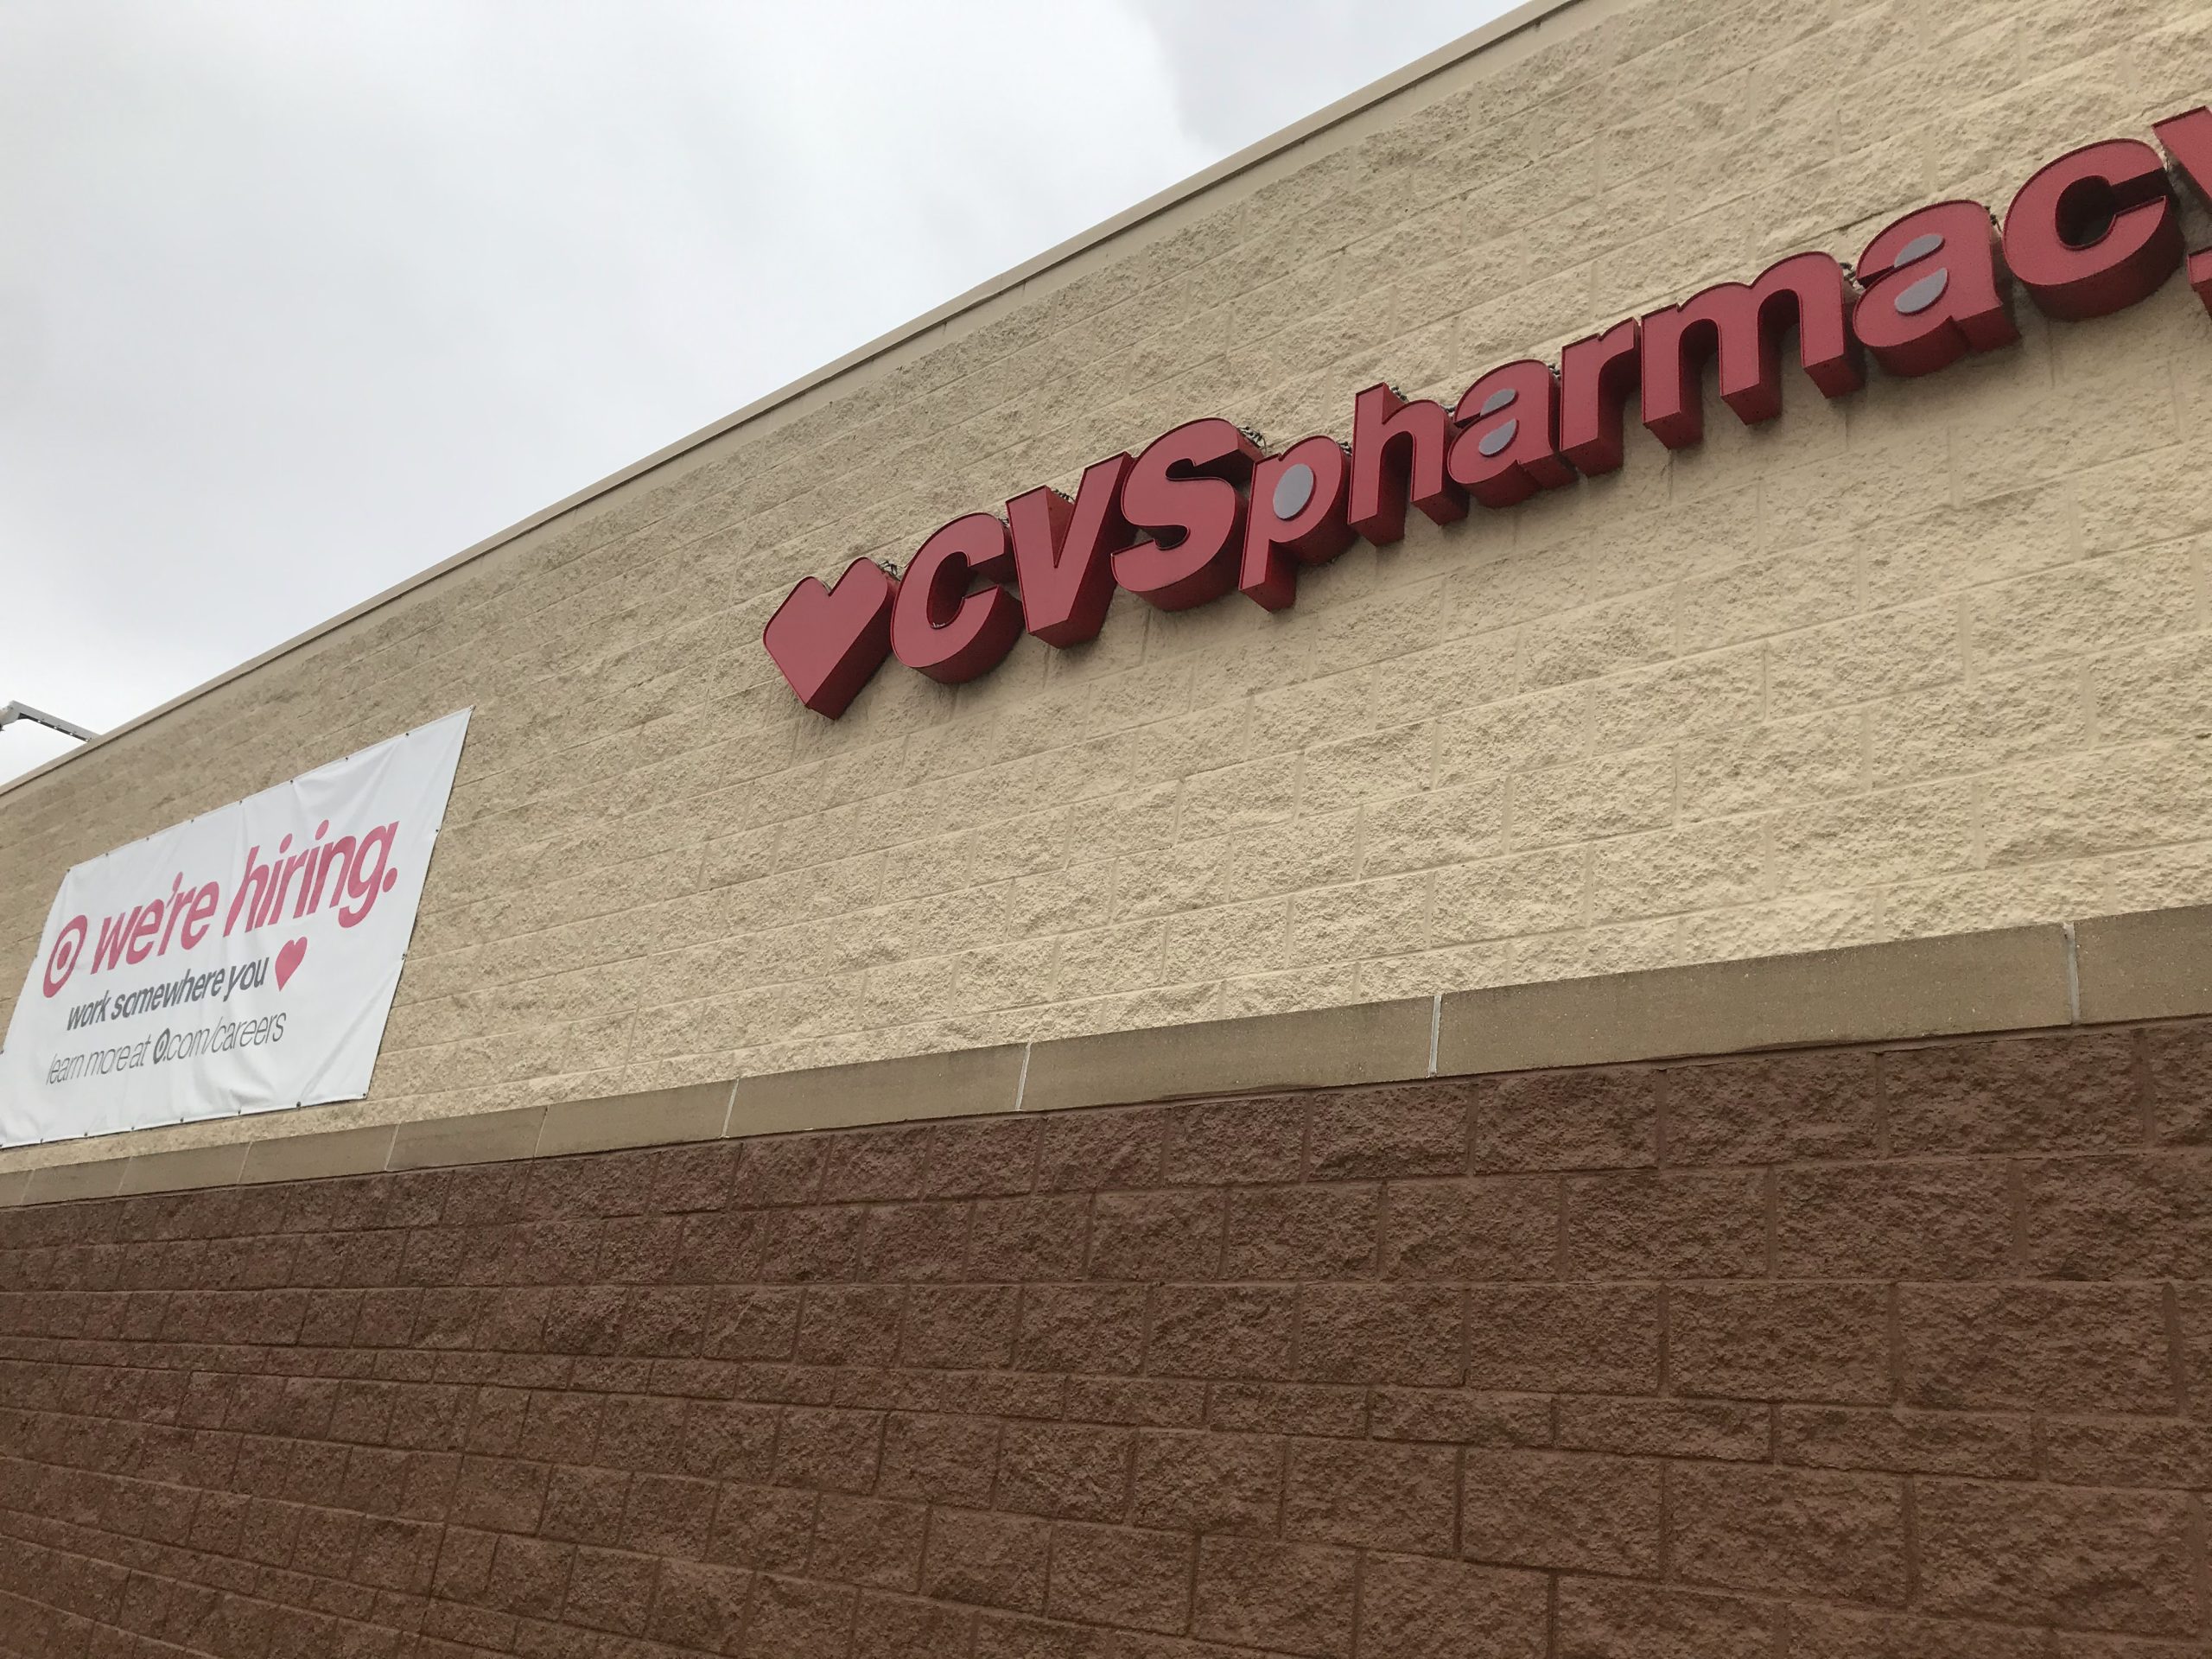 we're hiring.
work somewhere you
learn more at .com/careers
CVSpharmacy